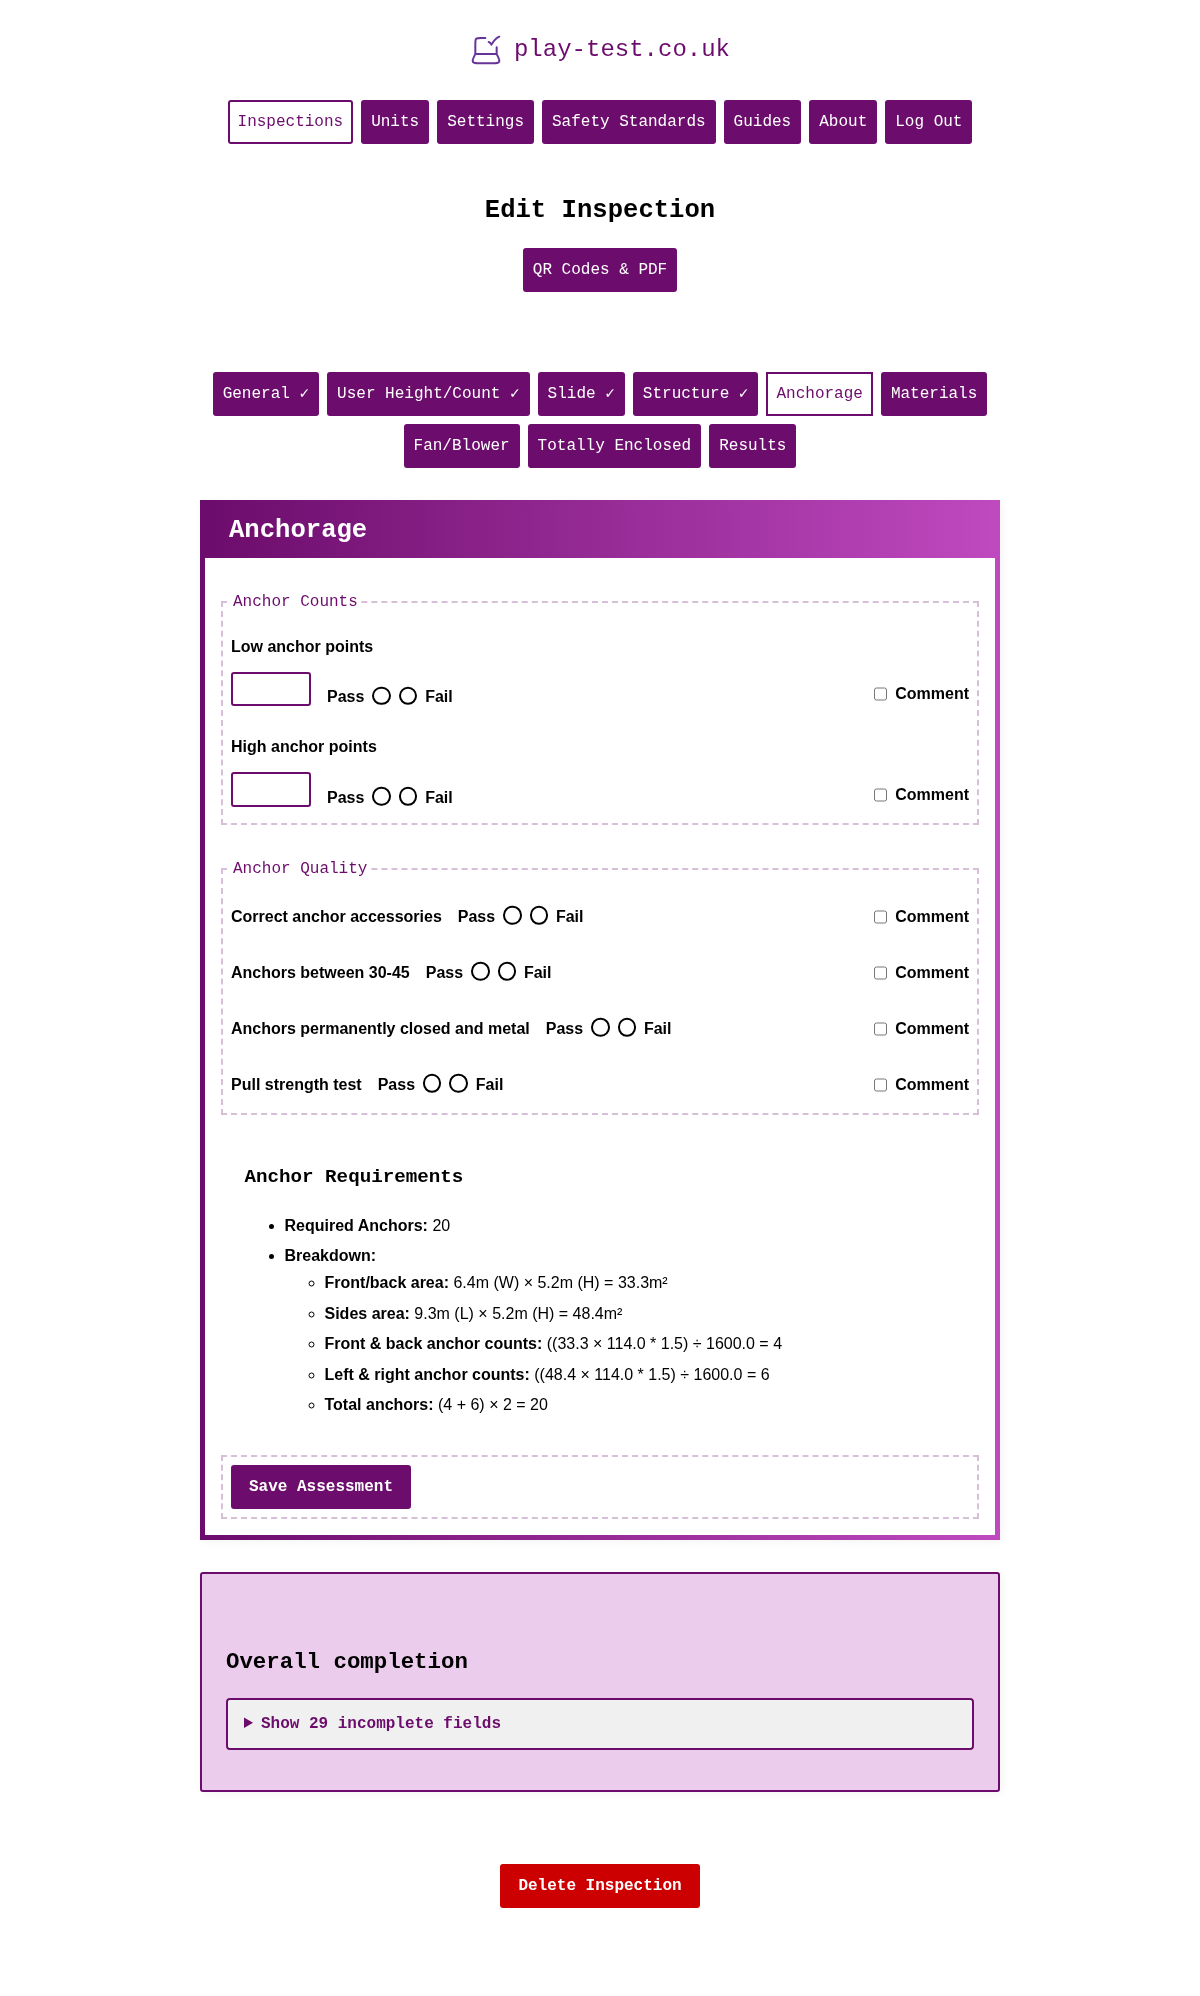 play-test.co.uk
Inspections Units Settings Safety Standards Guides About Log Out
Edit Inspection
QR Codes & PDF
General ✓ User Height/Count ✓ Slide ✓ Structure ✓ Anchorage Materials
Fan/Blower Totally Enclosed Results
Anchorage
Anchor Counts
Low anchor points
Pass Fail Comment
High anchor points
Pass Fail Comment
Anchor Quality
Correct anchor accessories Pass Fail Comment
Anchors between 30-45 Pass Fail Comment
Anchors permanently closed and metal Pass Fail Comment
Pull strength test Pass Fail Comment
Anchor Requirements
Required Anchors: 20
Breakdown:
Front/back area: 6.4m (W) × 5.2m (H) = 33.3m²
Sides area: 9.3m (L) × 5.2m (H) = 48.4m²
Front & back anchor counts: ((33.3 × 114.0 * 1.5) ÷ 1600.0 = 4
Left & right anchor counts: ((48.4 × 114.0 * 1.5) ÷ 1600.0 = 6
Total anchors: (4 + 6) × 2 = 20
Save Assessment
Overall completion
Show 29 incomplete fields
Delete Inspection